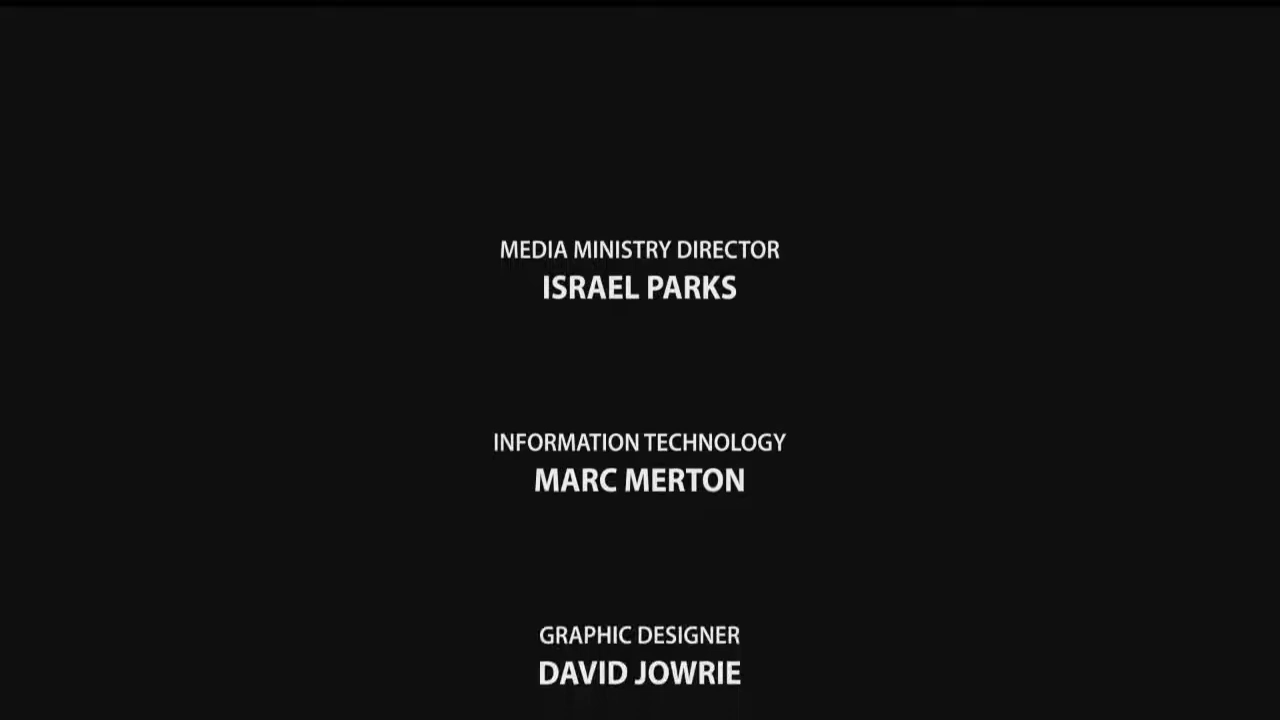 MEDIA MINISTRY DIRECTOR
ISRAEL PARKS
INFORMATION TECHNOLOGY
MARC MERTON
GRAPHIC DESIGNER
DAVID JOWRIE